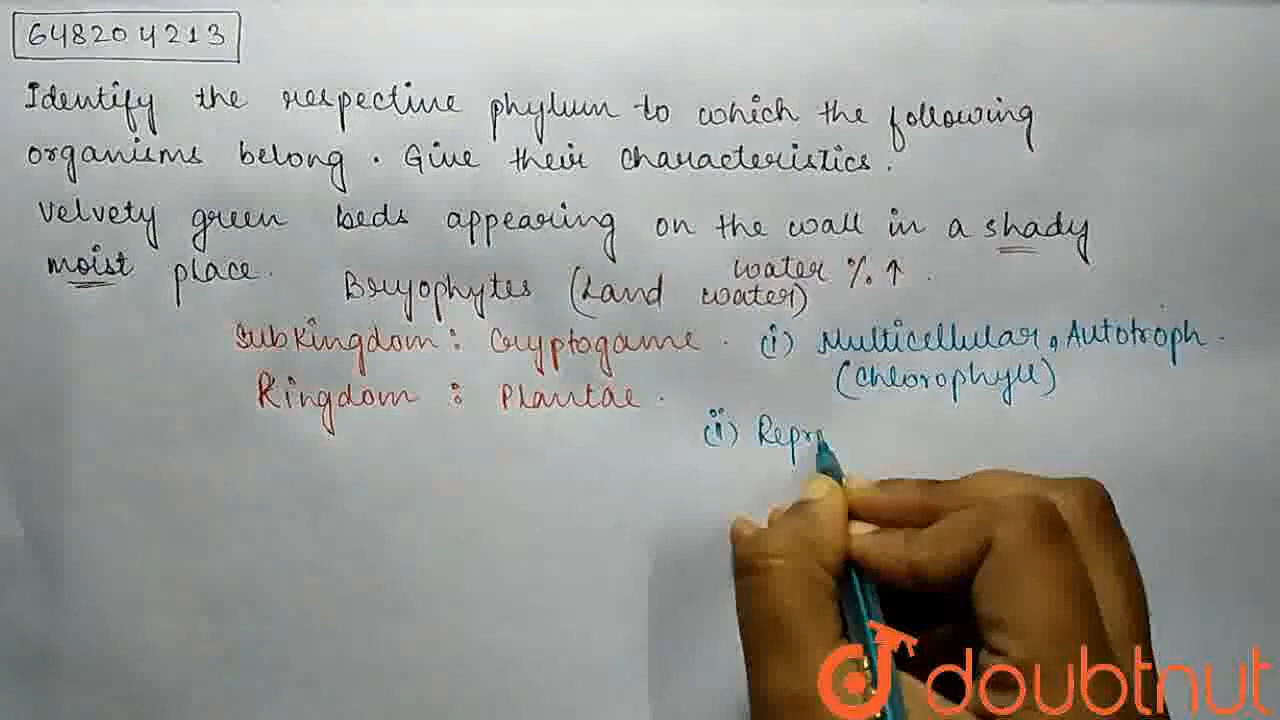 648204213
Identify the respective phylum to which the following
organisms belong. Give their characteristics.
Velvety green beds appearing on the wall in a shady
moist place.
water % ↑.
Bryophytes (Land water)
Subkingdom: Cryptogame.
(i) Multicellular, Autotroph.
(Chlorophyll)
Kingdom: Plantae.
(ii) Repr
doubtnut